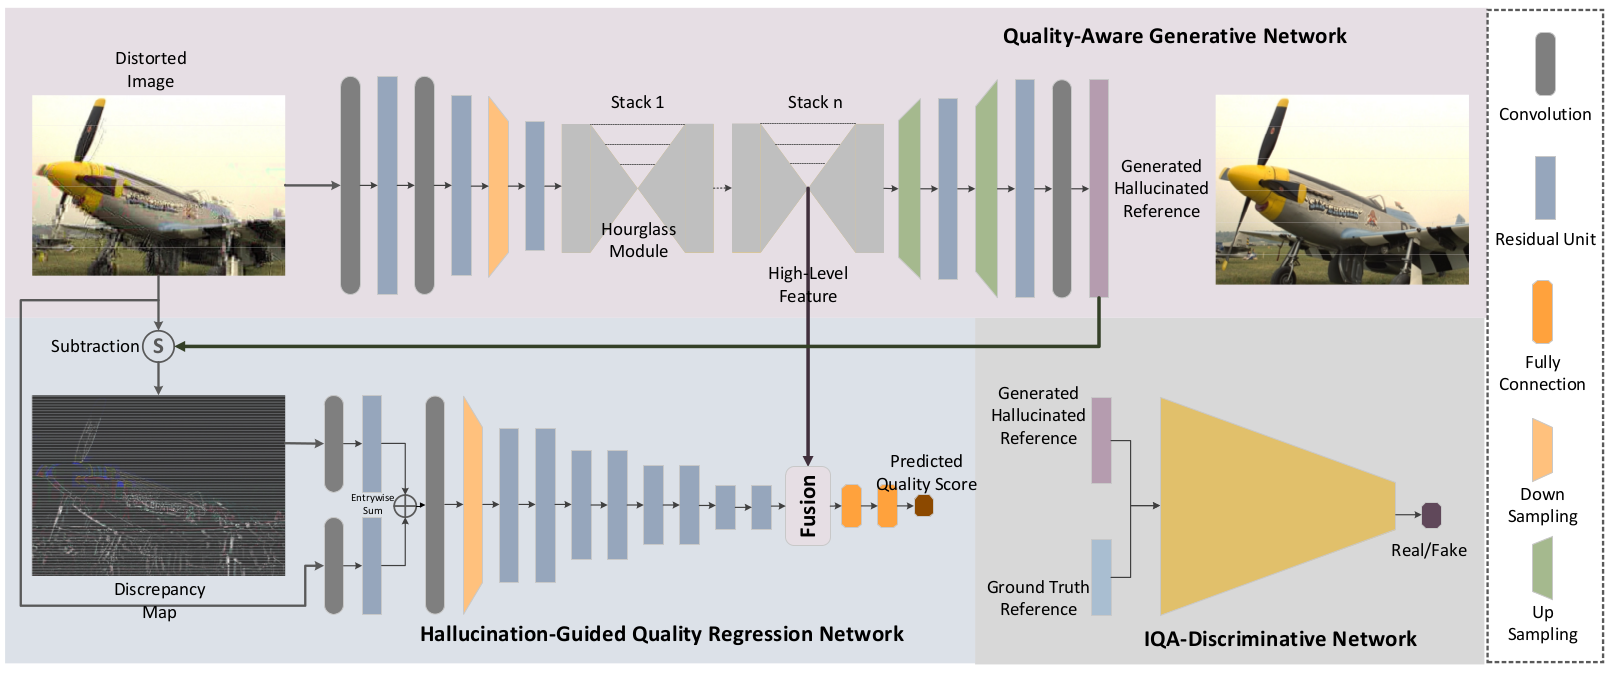 Quality-Aware Generative Network
Distorted
Image
Stack 1
Stack n
Hourglass
Module
High-Level
Feature
Generated
Hallucinated
Reference
Subtraction
S
Discrepancy
Map
Entrywise
Sum
Fusion
Predicted
Quality Score
Hallucination-Guided Quality Regression Network
Generated
Hallucinated
Reference
Ground Truth
Reference
Real/Fake
IQA-Discriminative Network
Convolution
Residual Unit
Fully
Connection
Down
Sampling
Up
Sampling